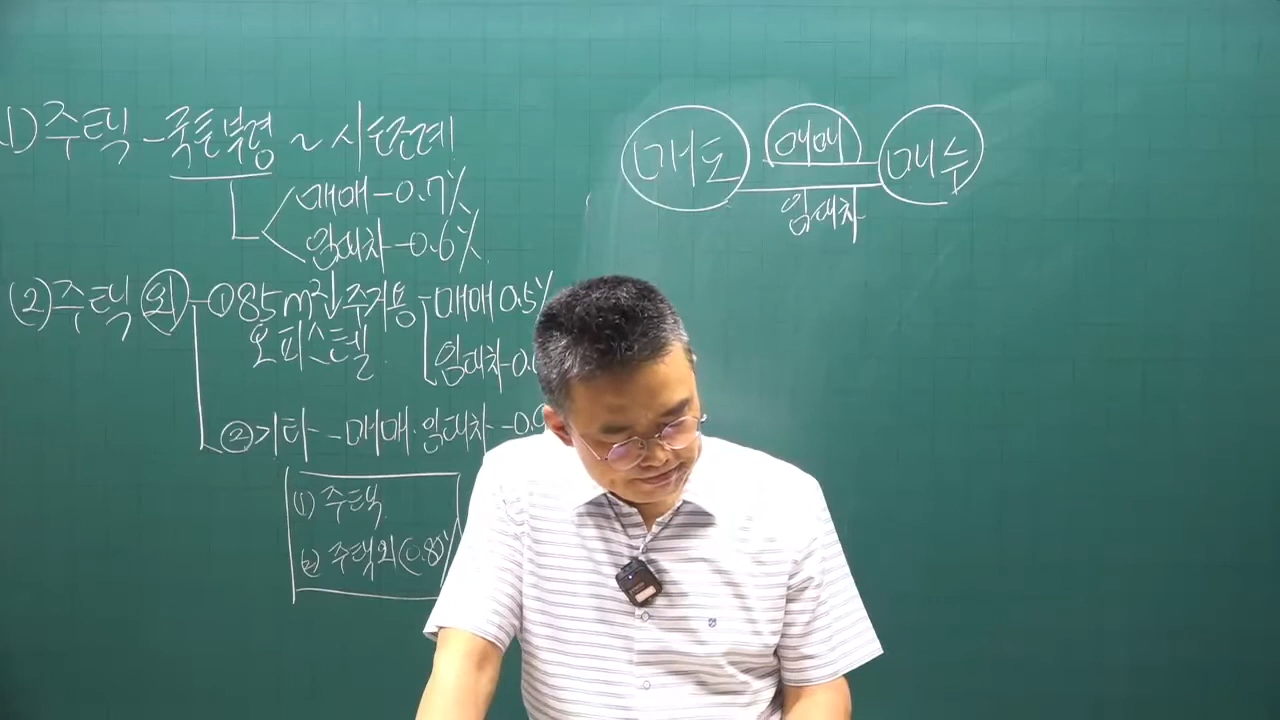 1) 주택 - 국토부령 ~ 시·도조례
매매 - 0.7%
임대차 - 0.6%
(2) 주택 외 - ① 85m² 주거용 - 매매 0.5%
오피스텔
임대차 - 0.
② 기타 - 매매·임대차 - 0.9
(1) 주택
(2) 주택외 (0.8)
매도
매매
매수
임대차